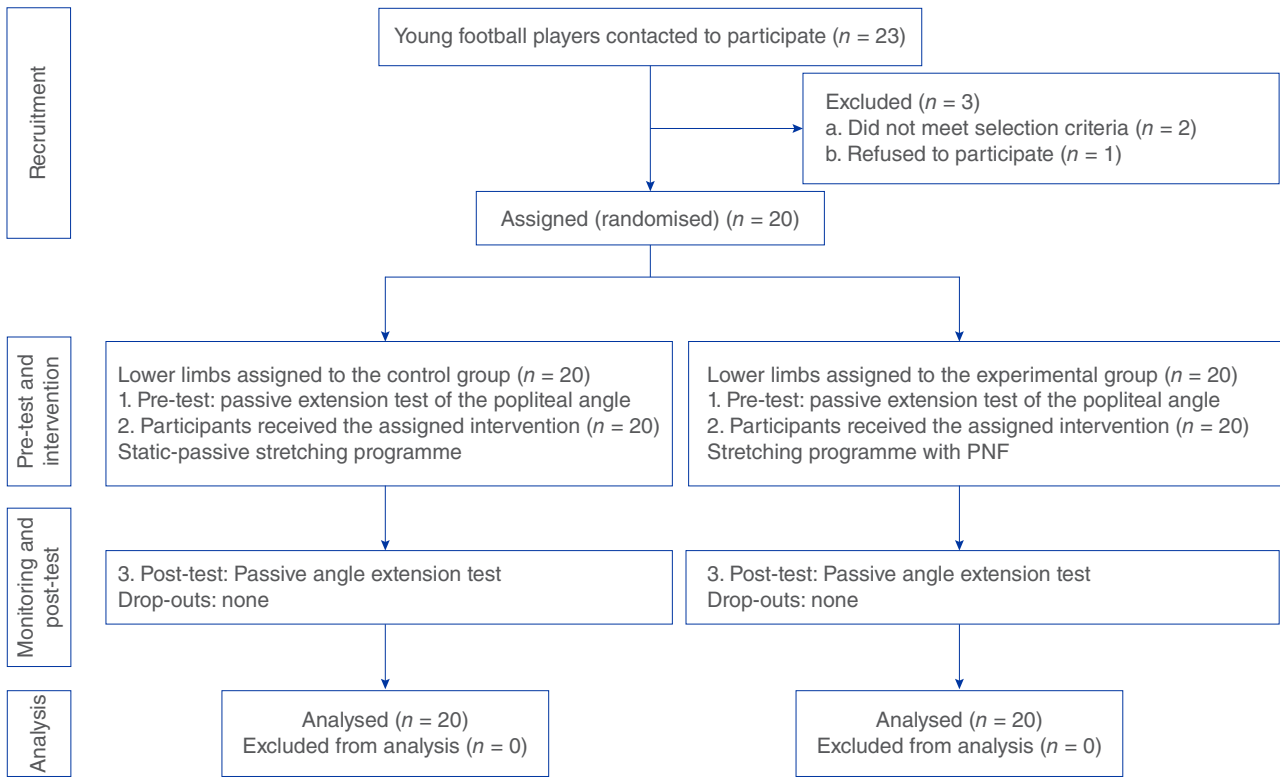 Recruitment
Young football players contacted to participate (n = 23)
Excluded (n = 3)
a. Did not meet selection criteria (n = 2)
b. Refused to participate (n = 1)
Assigned (randomised) (n = 20)
Pre-test and
intervention
Lower limbs assigned to the control group (n = 20)
1. Pre-test: passive extension test of the popliteal angle
2. Participants received the assigned intervention (n = 20)
Static-passive stretching programme
Lower limbs assigned to the experimental group (n = 20)
1. Pre-test: passive extension test of the popliteal angle
2. Participants received the assigned intervention (n = 20)
Stretching programme with PNF
Monitoring and
post-test
3. Post-test: Passive angle extension test
Drop-outs: none
3. Post-test: Passive angle extension test
Drop-outs: none
Analysis
Analysed (n = 20)
Excluded from analysis (n = 0)
Analysed (n = 20)
Excluded from analysis (n = 0)